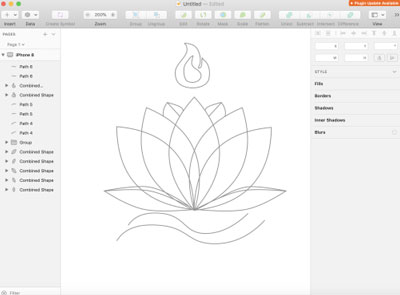 Untitled — Edited
Plugin Update Available
200%
Insert
Data
Create Symbol
Zoom
Group
Ungroup
Edit
Rotate
Mask
Scale
Flatten
Union
Subtract
Intersect
Difference
View
PAGES
Page 1
iPhone 8
Path 6
Path 6
Combined...
Combined Shape
Path 5
Path 5
Path 4
Path 4
Group
Combined Shape
Combined Shape
Combined Shape
Combined Shape
Combined Shape
Filter
STYLE
Fills
Borders
Shadows
Inner Shadows
Blurs